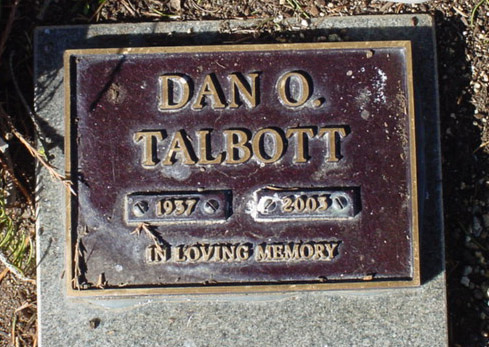 DAN O.
TALBOTT
1937 2003
IN LOVING MEMORY